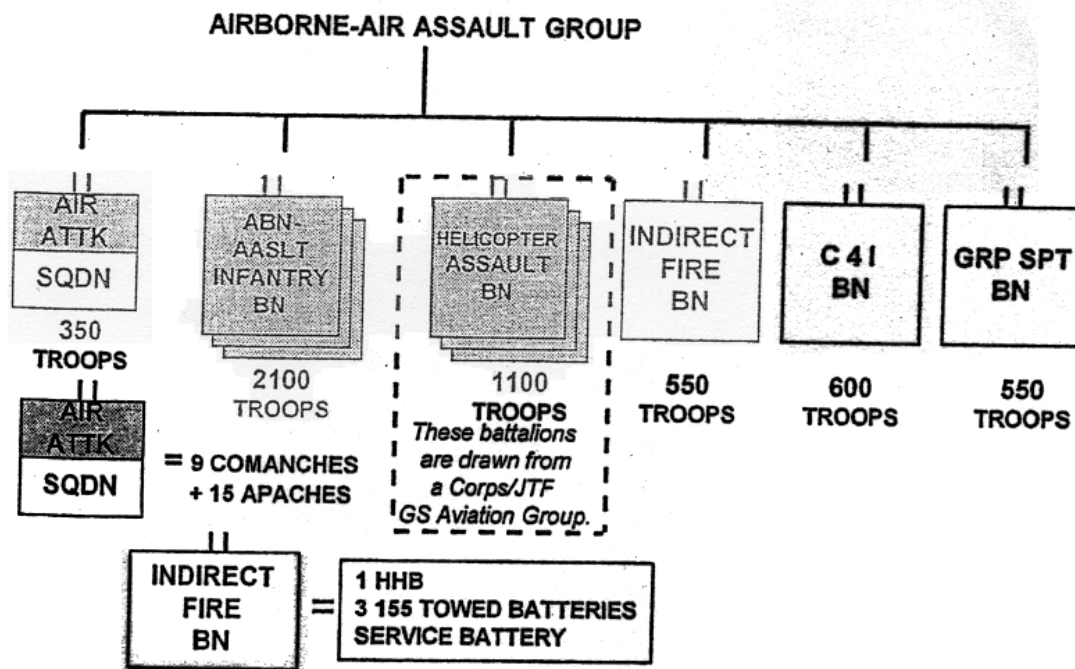 AIRBORNE-AIR ASSAULT GROUP
AIR
ATTK
SQDN
350
TROOPS
ABN-
AASLT
INFANTRY
BN
2100
TROOPS
HELICOPTER
ASSAULT
BN
1100
TROOPS
These battalions
are drawn from
a Corps/JTF
GS Aviation Group.
INDIRECT
FIRE
BN
550
TROOPS
C4I
BN
600
TROOPS
GRP SPT
BN
550
TROOPS
AIR
ATTK
SQDN
= 9 COMANCHES
+ 15 APACHES
INDIRECT
FIRE
BN
=
1 HHB
3 155 TOWED BATTERIES
SERVICE BATTERY